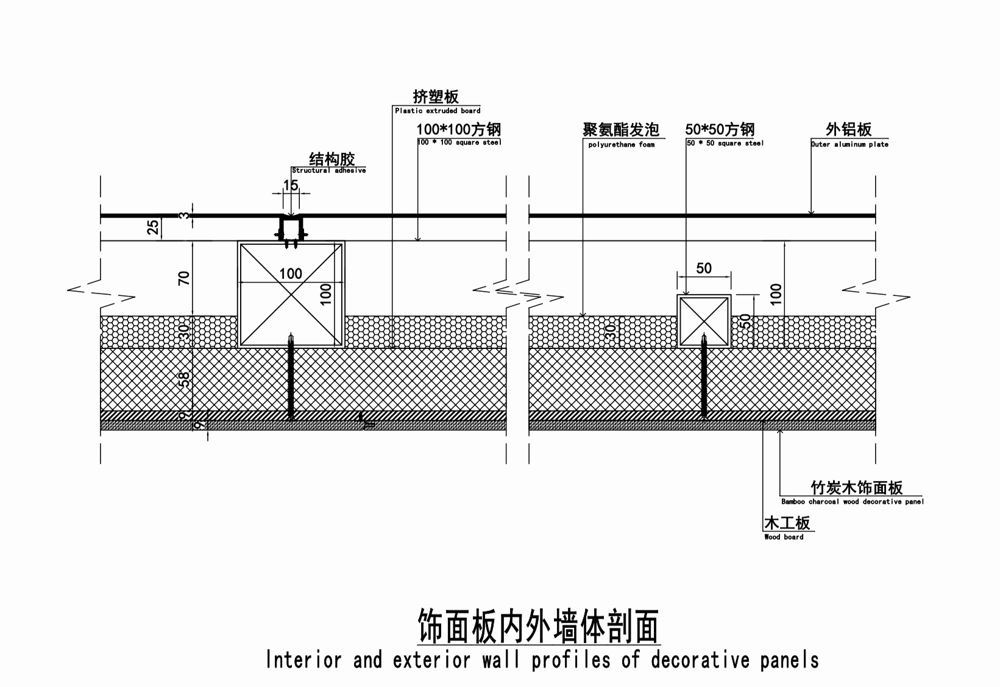 挤塑板
Plastic extruded board
100*100方钢
100 * 100 square steel
聚氨酯发泡
polyurethane foam
50*50方钢
50 * 50 square steel
外铝板
Outer aluminum plate
结构胶
Structural adhesive
15
3
25
70
100
100
50
100
50
30
30
58
9
9
竹炭木饰面板
Bamboo charcoal wood decorative panel
木工板
Wood board
饰面板内外墙体剖面
Interior and exterior wall profiles of decorative panels